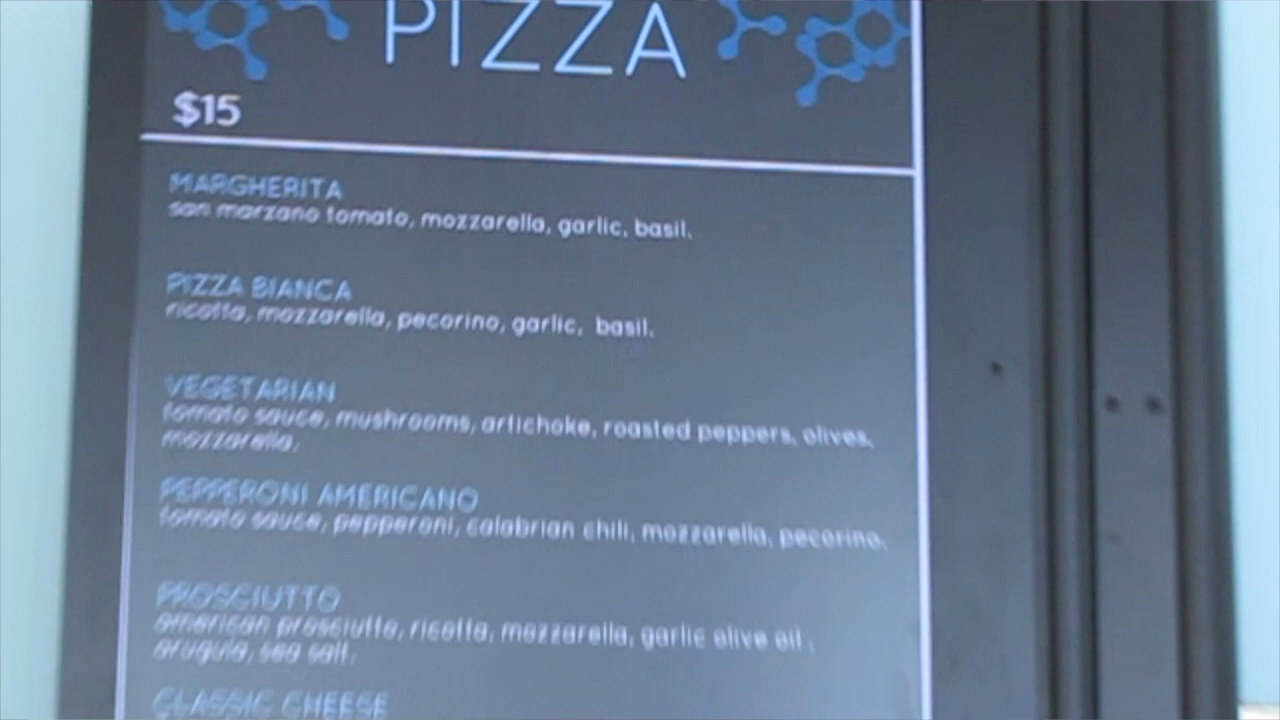 PIZZA
$15
MARGHERITA
san marzano tomato, mozzarella, garlic, basil.
PIZZA BIANCA
ricotta, mozzarella, pecorino, garlic, basil.
VEGETARIAN
tomato sauce, mushrooms, artichoke, roasted peppers, olives,
mozzarella.
PEPPERONI AMERICANO
tomato sauce, pepperoni, calabrian chili, mozzarella, pecorino.
PROSCIUTTO
american prosciutto, ricotta, mozzarella, garlic olive oil ,
arugula, sea salt.
CLASSIC CHEESE